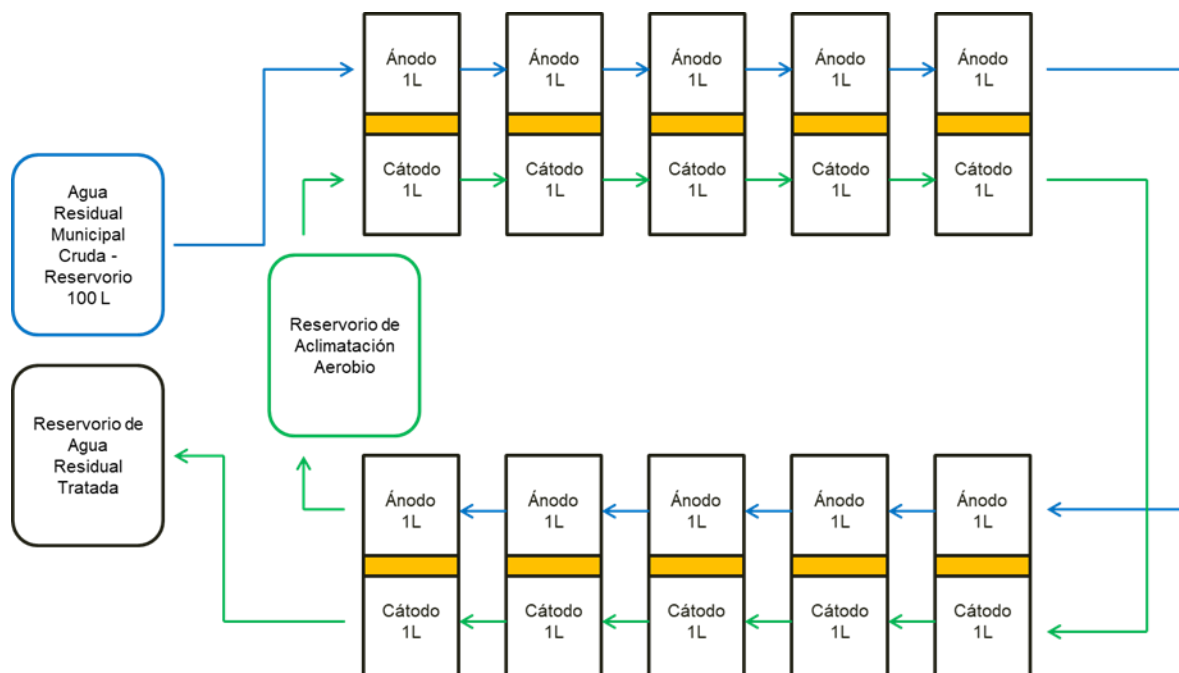 Ánodo
1L
Ánodo
1L
Ánodo
1L
Ánodo
1L
Ánodo
1L
Cátodo
1L
Cátodo
1L
Cátodo
1L
Cátodo
1L
Cátodo
1L
Agua
Residual
Municipal
Cruda -
Reservorio
100 L
Reservorio de
Aclimatación
Aerobio
Reservorio de
Agua
Residual
Tratada
Ánodo
1L
Ánodo
1L
Ánodo
1L
Ánodo
1L
Ánodo
1L
Cátodo
1L
Cátodo
1L
Cátodo
1L
Cátodo
1L
Cátodo
1L